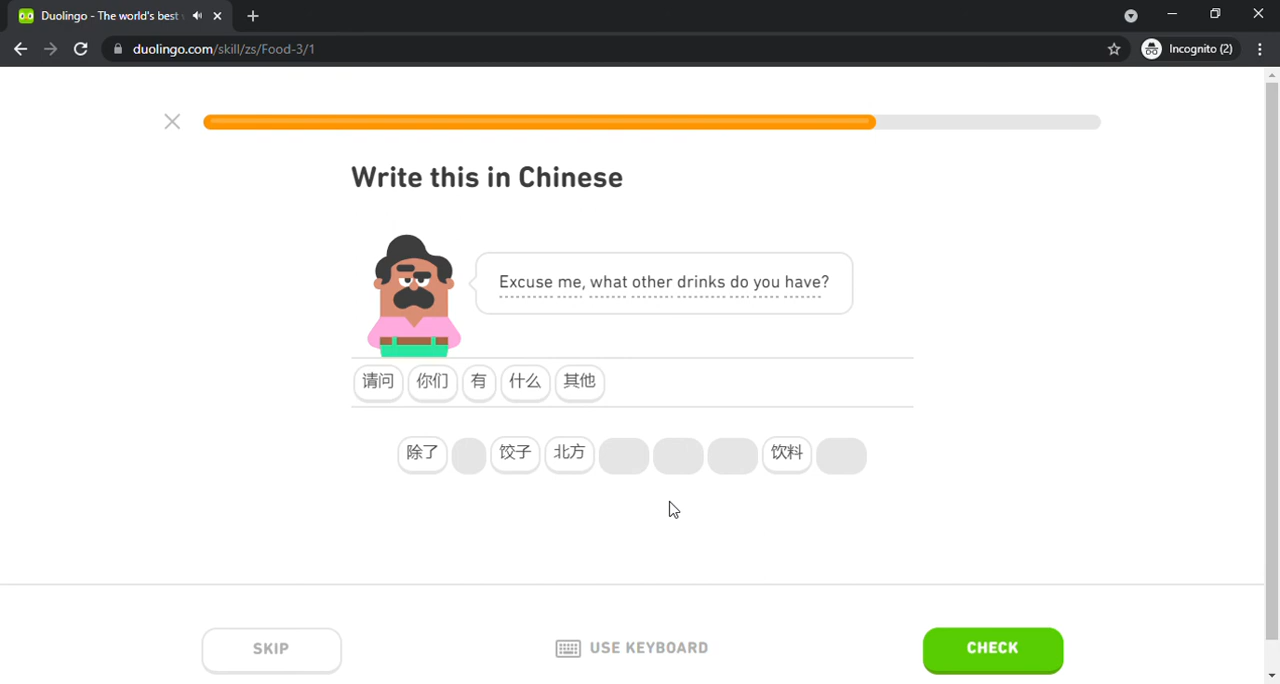 Duolingo - The world's best
duolingo.com/skill/zs/Food-3/1
Incognito (2)
Write this in Chinese
Excuse me, what other drinks do you have?
请问 你们 有 什么 其他
除了 饺子 北方 饮料
SKIP
USE KEYBOARD
CHECK